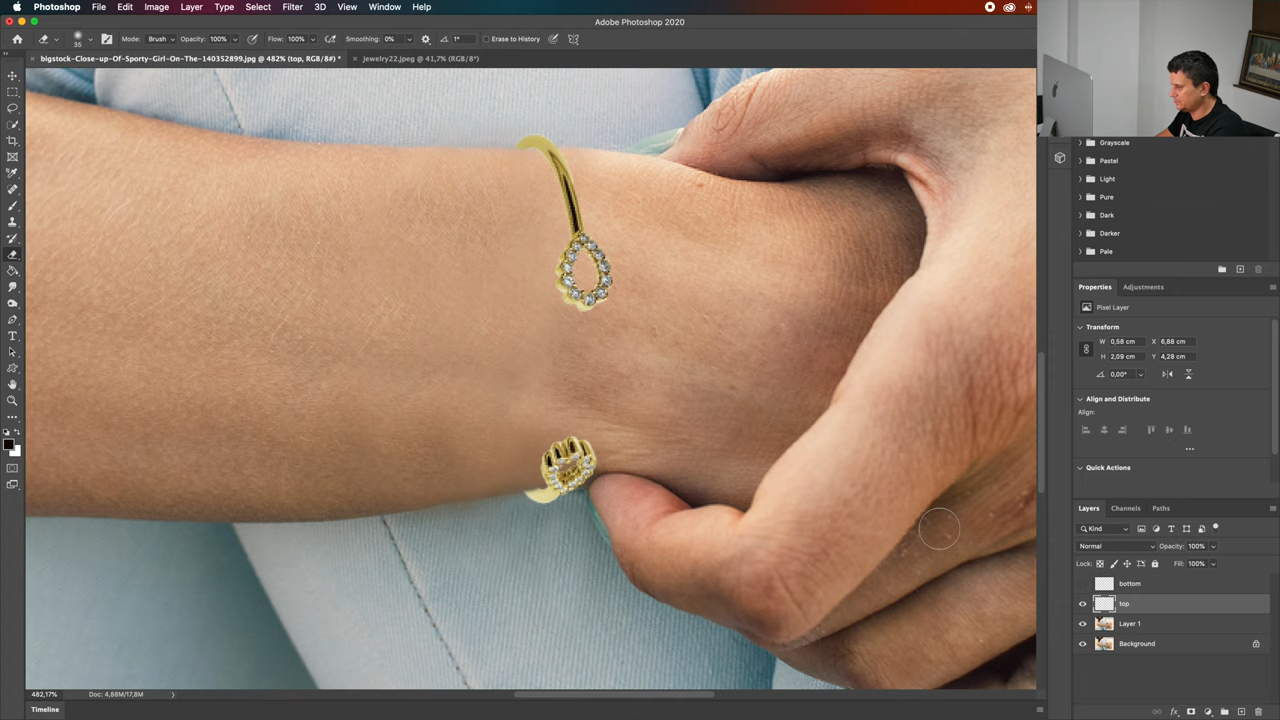 Photoshop File Edit Image Layer Type Select Filter 3D View Window Help
Adobe Photoshop 2020
35 Mode: Brush Opacity: 100% Flow: 100% Smoothing: 0% 1° Erase to History
bigstock-Close-up-Of-Sporty-Girl-On-The-140352899.jpg @ 482% (top, RGB/8#) * jewelry22.jpeg @ 41,7% (RGB/8*)
Grayscale
Pastel
Light
Pure
Dark
Darker
Pale
Properties Adjustments
Pixel Layer
Transform
W 0,58 cm X 6,88 cm
H 2,09 cm Y 4,28 cm
0,00°
Align and Distribute
Align:
Quick Actions
Layers Channels Paths
Kind
Normal Opacity: 100%
Lock: Fill: 100%
bottom
top
Layer 1
Background
482,17% Doc: 4,88M/17,8M
Timeline